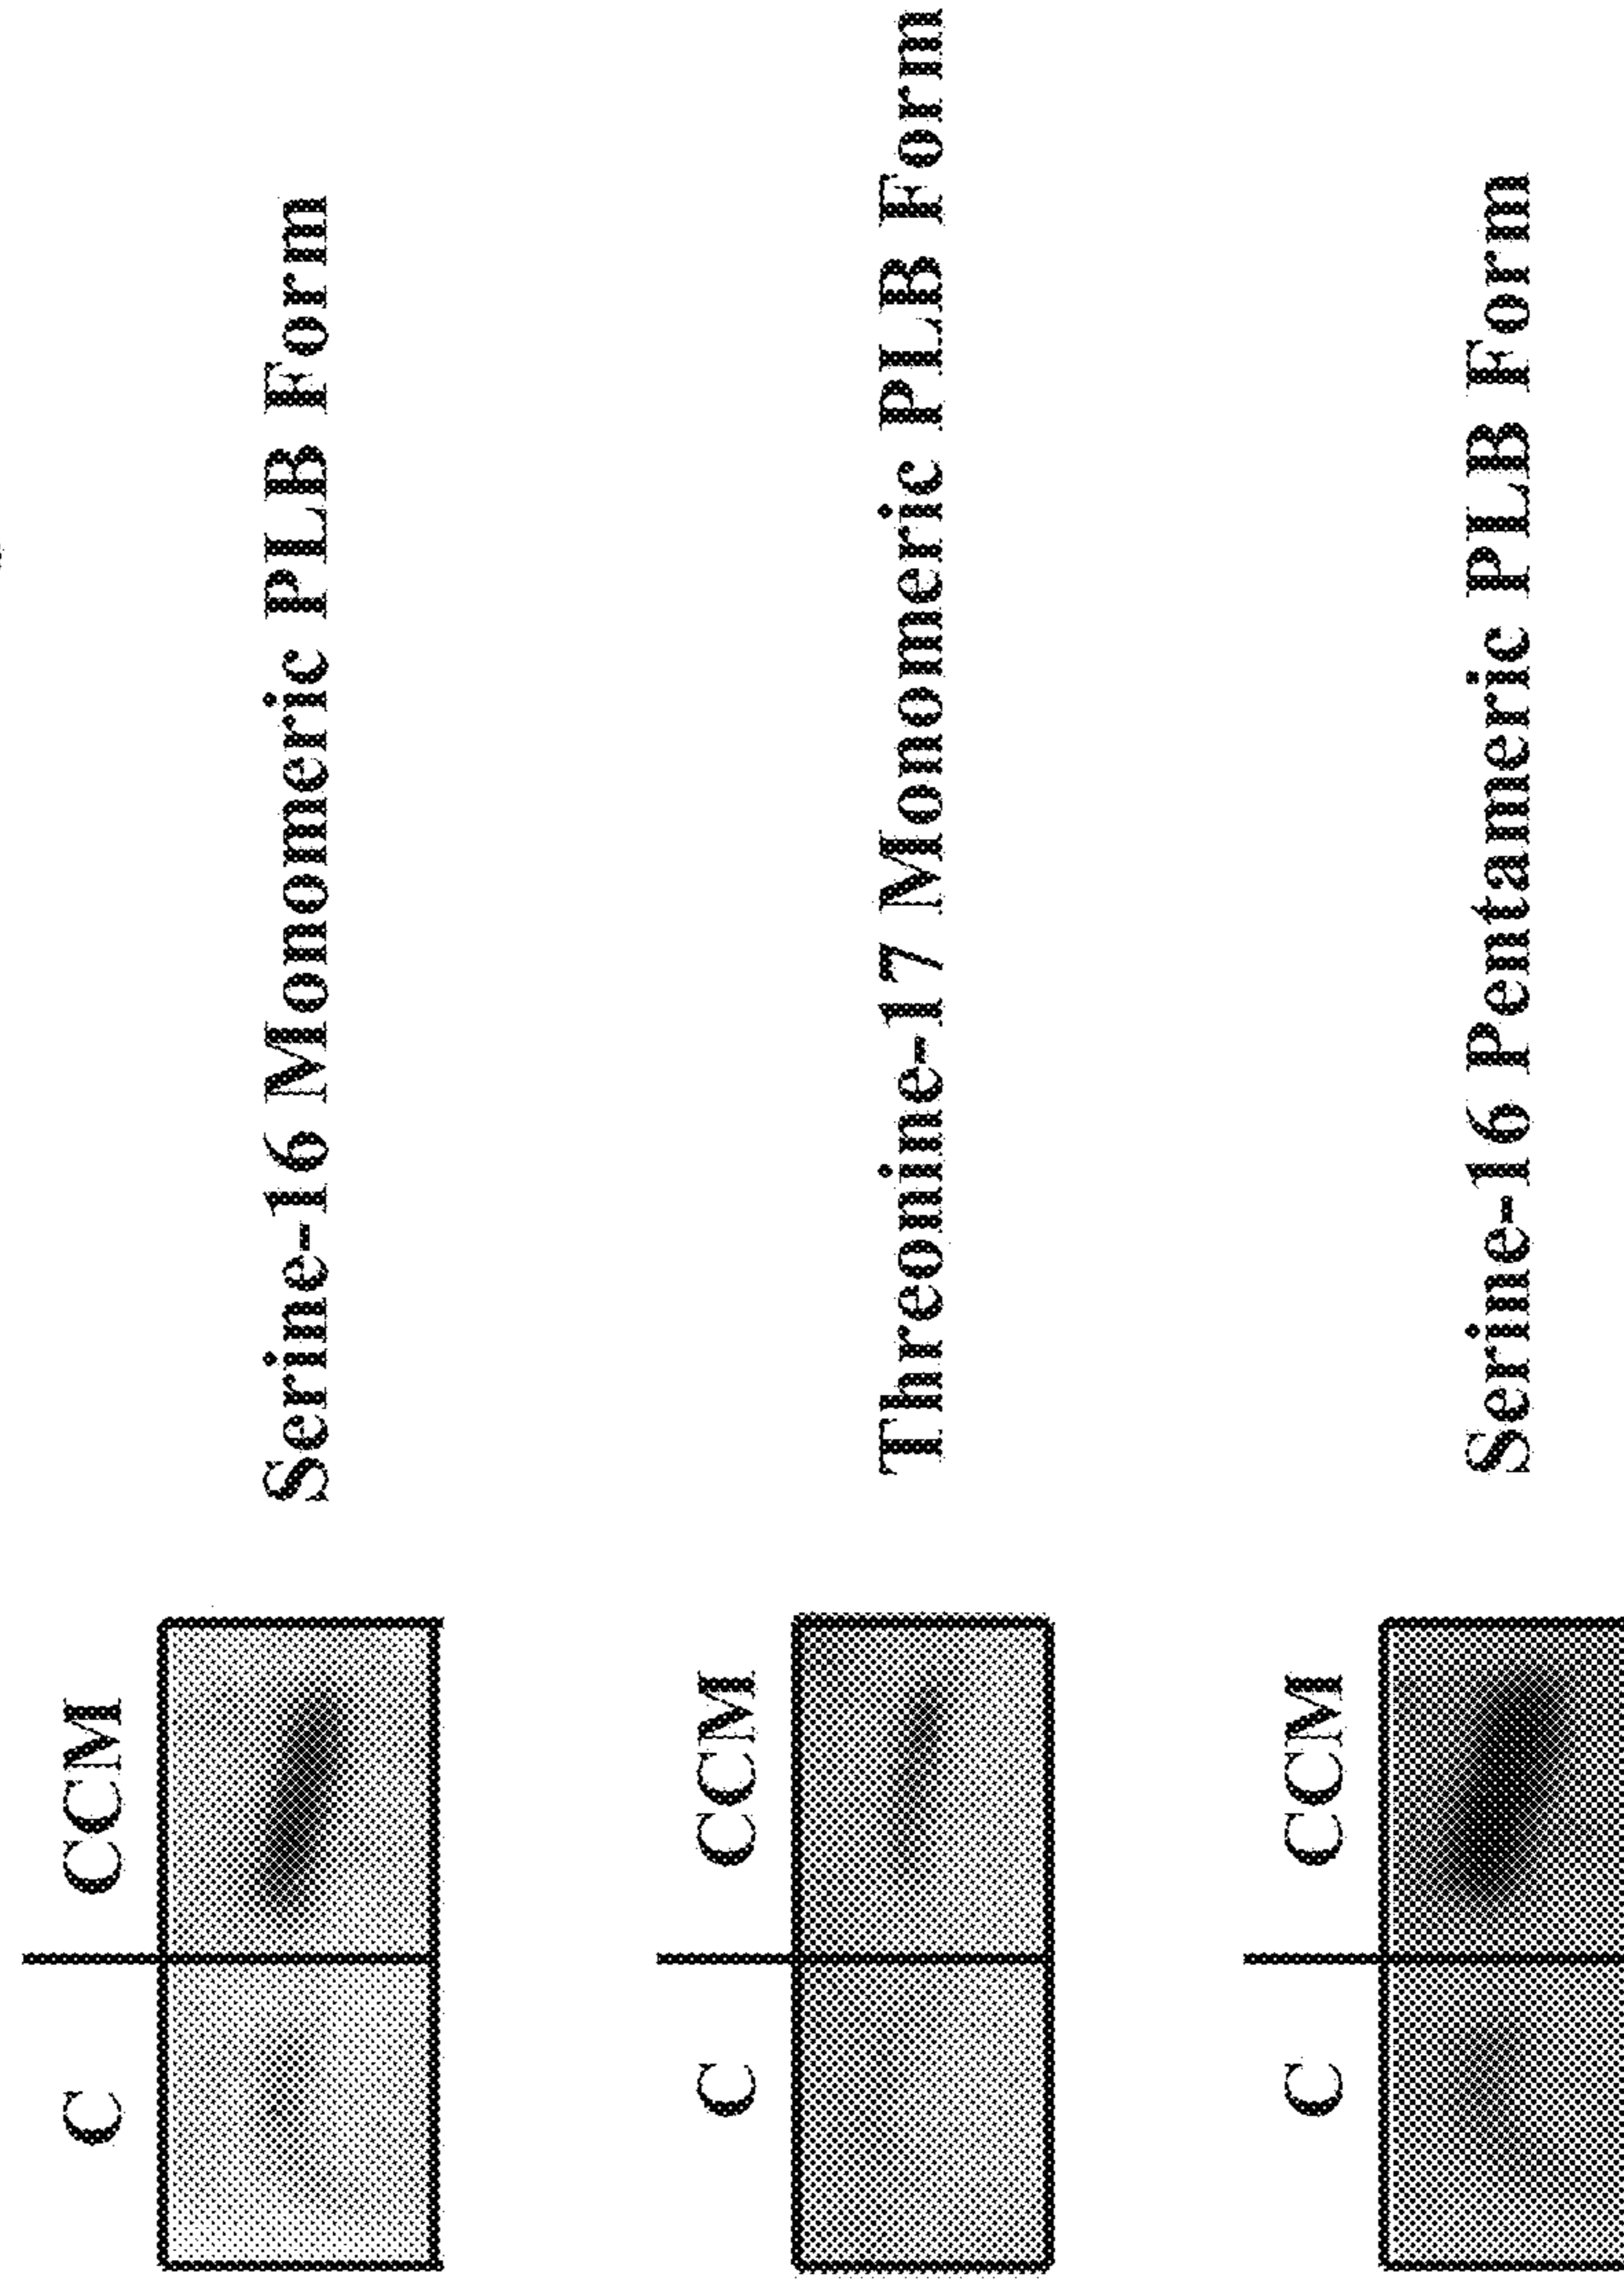 C CCM
Serine-16 Monomeric PLB Form
C CCM
Threonine-17 Monomeric PLB Form
C CCM
Serine-16 Pentameric PLB Form